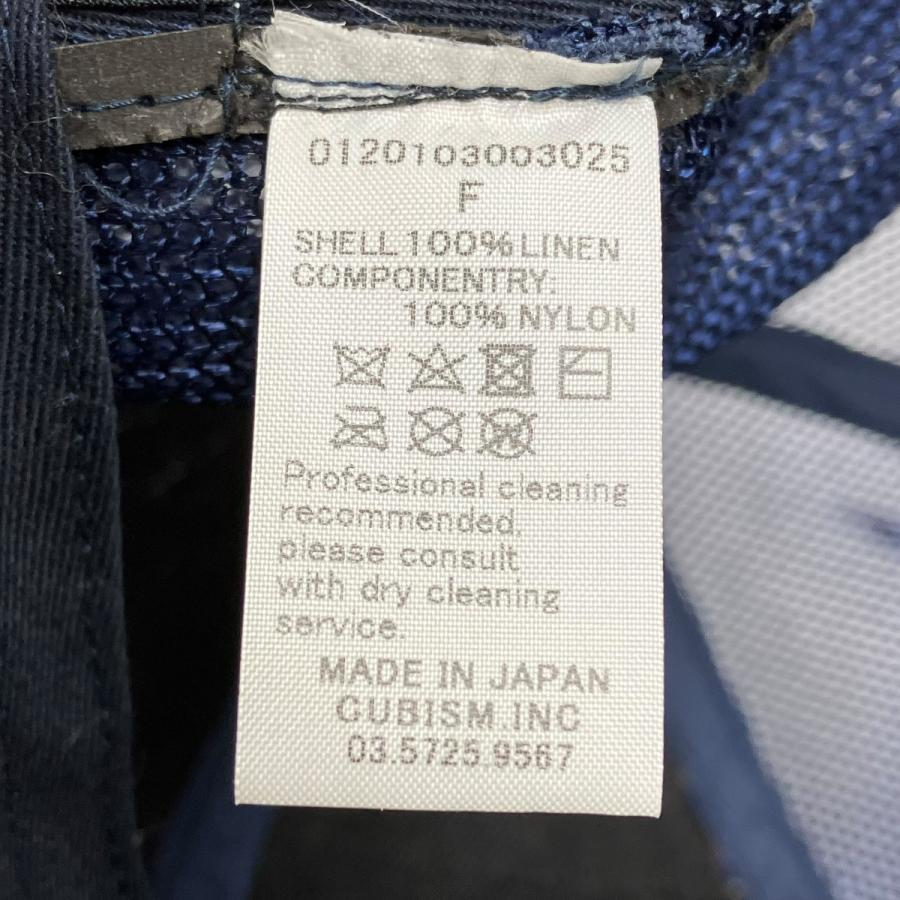 0120103003025
F
SHELL 100% LINEN
COMPONENTRY:
100% NYLON
Professional cleaning
recommended.
please consult
with dry cleaning
service.
MADE IN JAPAN
CUBISM.INC
03.5725.9567